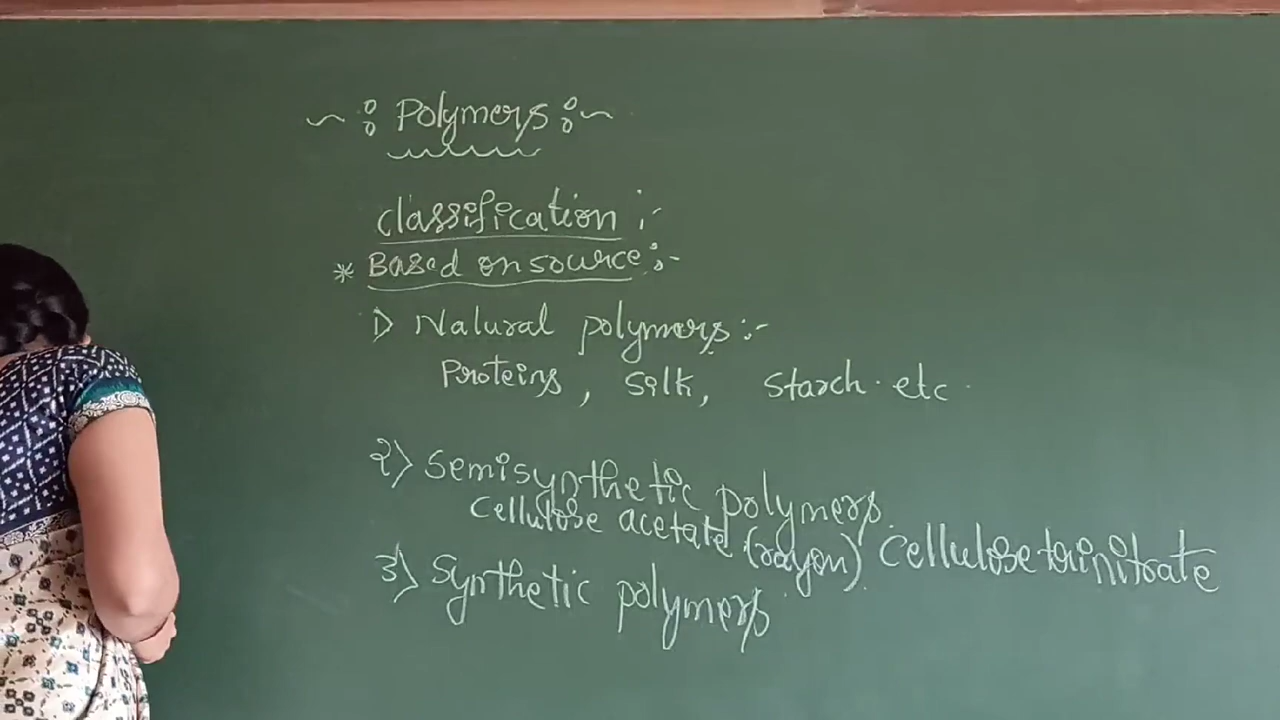 ~ : Polymers : ~
classification :-
* Based on source :-
1) Natural polymers :-
Proteins, Silk, Starch. etc.
2) Semisynthetic polymers
Cellulose acetate (rayon) Cellulose trinitrate
3) Synthetic polymers